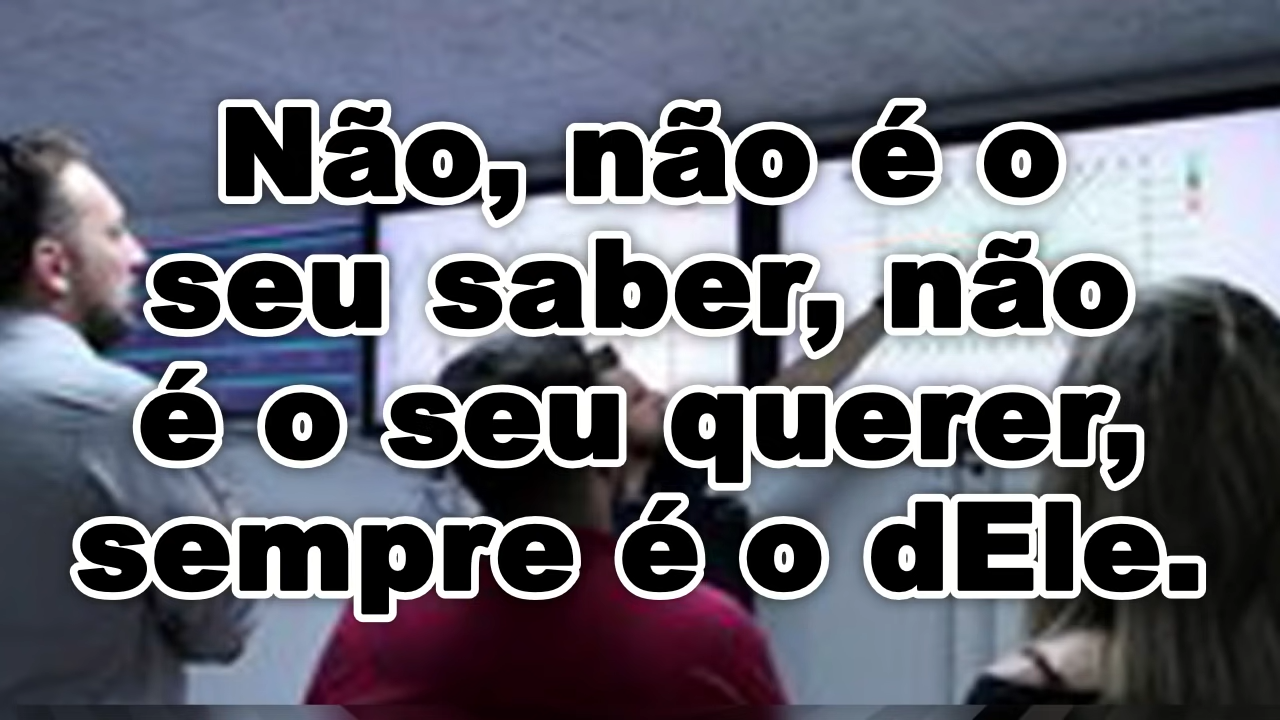 Não, não é o
seu saber, não
é o seu querer,
sempre é o dEle.